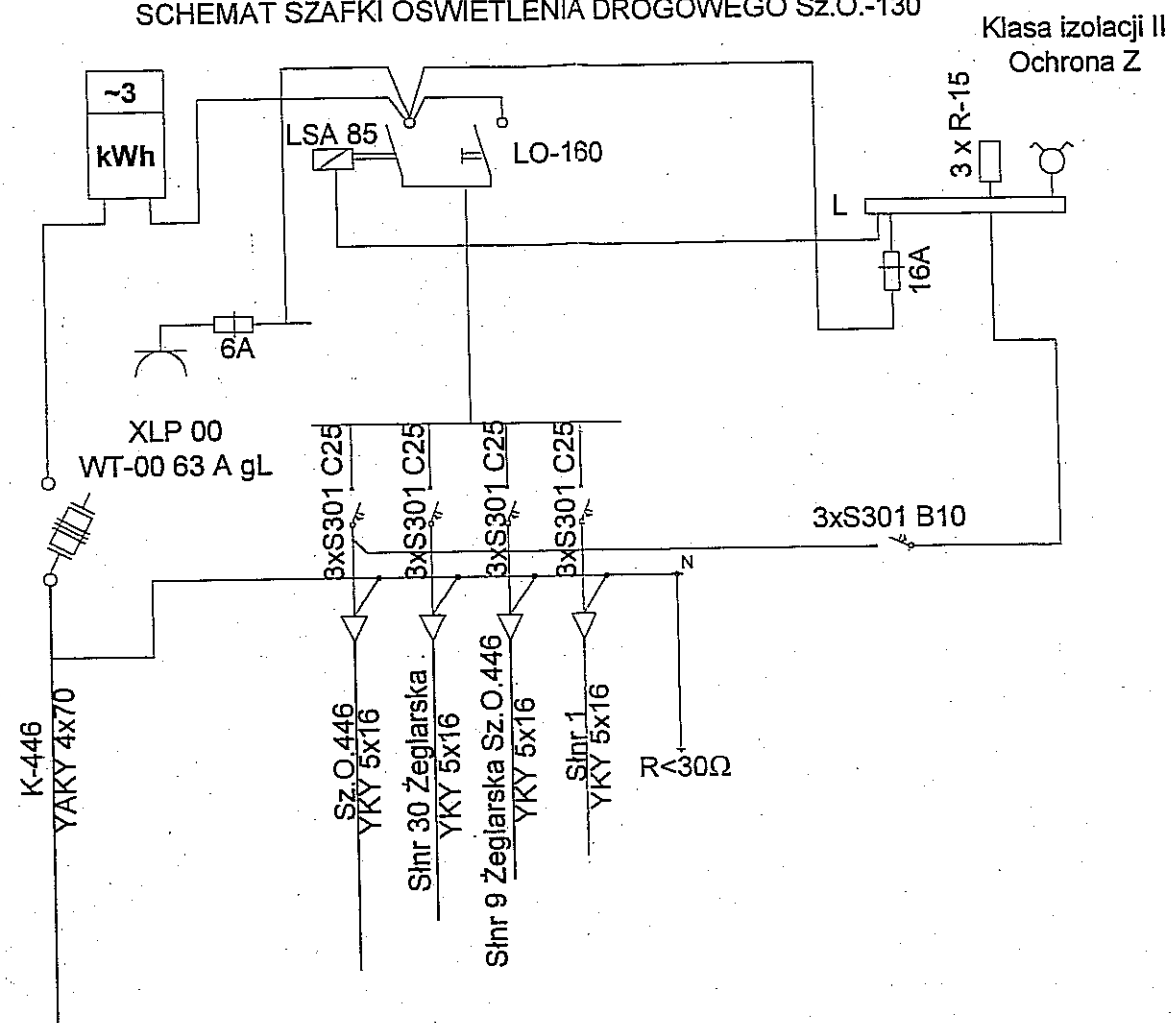 SCHEMAT SZAFKI OŚWIETLENIA DROGOWEGO Sz.O.-130
Klasa izolacji II
Ochrona Z
~3
kWh
LSA 85
LO-160
3 x R-15
L
16A
6A
XLP 00
WT-00 63 A gL
3xS301 C25
3xS301 C25
3xS301 C25
3xS301 C25
3xS301 B10
N
K-446
YAKY 4x70
Sz.O.446
YKY 5x16
Słnr 30 Żeglarska
YKY 5x16
Słnr 9 Żeglarska Sz.O.446
YKY 5x16
Słnr 1
YKY 5x16
R<30Ω